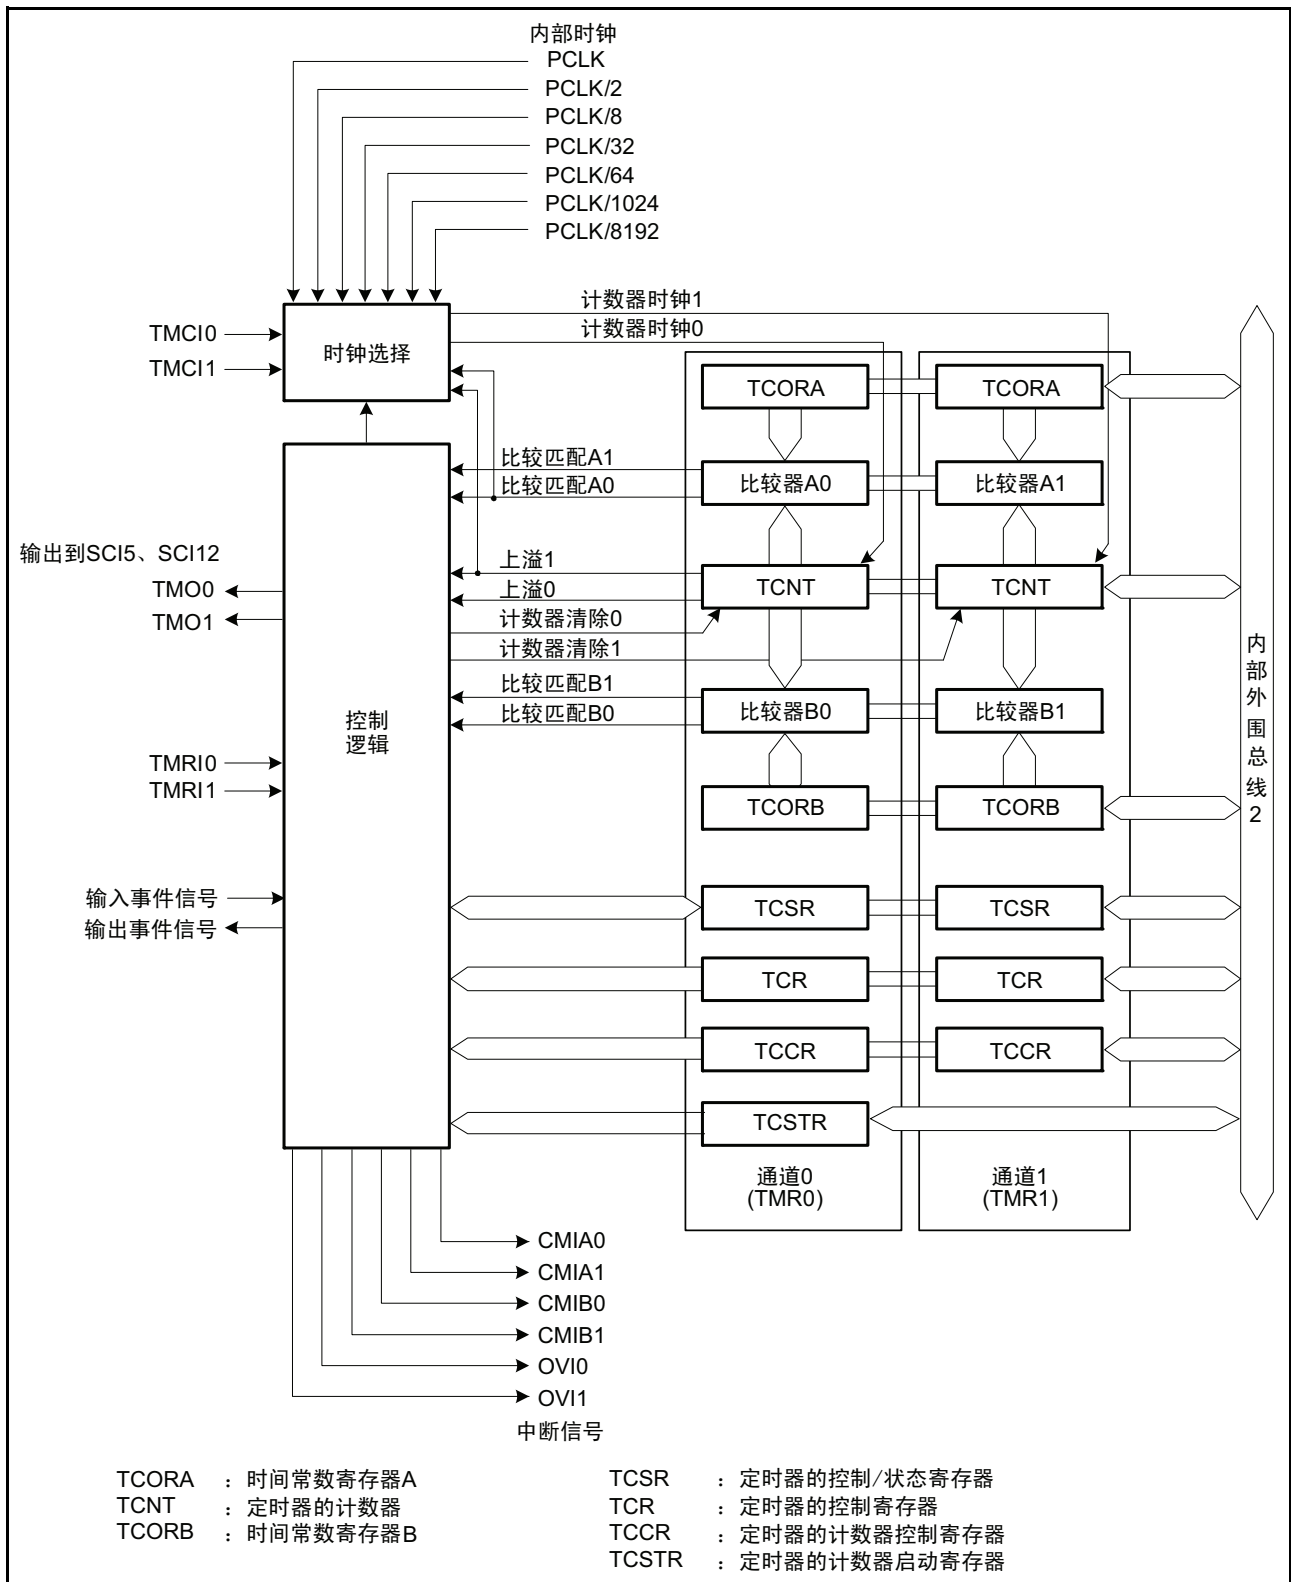 内部时钟
PCLK
PCLK/2
PCLK/8
PCLK/32
PCLK/64
PCLK/1024
PCLK/8192
计数器时钟1
计数器时钟0
TMCI0
TMCI1
时钟选择
TCORA
TCORA
比较匹配A1
比较匹配A0
比较器A0
比较器A1
输出到SCI5、SCI12
TMO0
TMO1
上溢1
上溢0
TCNT
TCNT
计数器清除0
计数器清除1
比较匹配B1
比较匹配B0
比较器B0
比较器B1
控制
逻辑
TMRI0
TMRI1
TCORB
TCORB
内部外围总线2
输入事件信号
输出事件信号
TCSR
TCSR
TCR
TCR
TCCR
TCCR
TCSTR
通道0
(TMR0)
通道1
(TMR1)
CMIA0
CMIA1
CMIB0
CMIB1
OVI0
OVI1
中断信号
TCORA : 时间常数寄存器A
TCNT : 定时器的计数器
TCORB : 时间常数寄存器B
TCSR : 定时器的控制/状态寄存器
TCR : 定时器的控制寄存器
TCCR : 定时器的计数器控制寄存器
TCSTR : 定时器的计数器启动寄存器